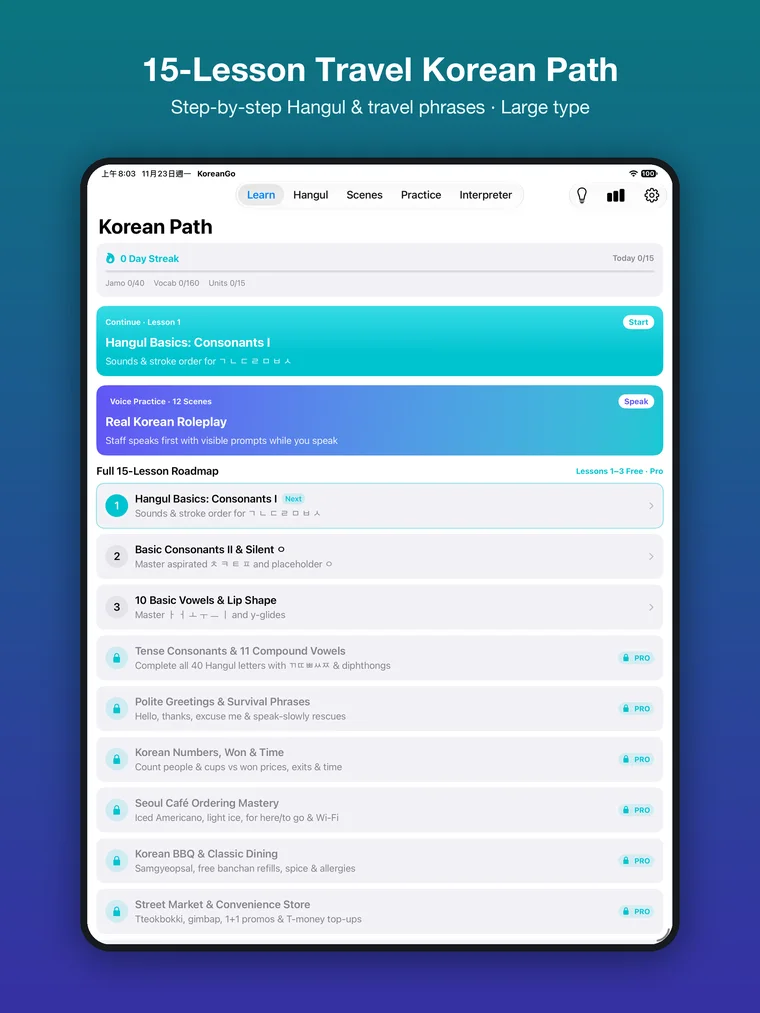 15-Lesson Travel Korean Path
Step-by-step Hangul & travel phrases · Large type
上午8:03 11月23日週一 KoreanGo
100
Learn Hangul Scenes Practice Interpreter
Korean Path
0 Day Streak Today 0/15
Jamo 0/40 Vocab 0/160 Units 0/15
Continue · Lesson 1 Start
Hangul Basics: Consonants I
Sounds & stroke order for ㄱ ㄴ ㄷ ㄹ ㅁ ㅂ ㅅ
Voice Practice · 12 Scenes Speak
Real Korean Roleplay
Staff speaks first with visible prompts while you speak
Full 15-Lesson Roadmap Lessons 1–3 Free · Pro
1 Hangul Basics: Consonants I Next
Sounds & stroke order for ㄱ ㄴ ㄷ ㄹ ㅁ ㅂ ㅅ
2 Basic Consonants II & Silent ㅇ
Master aspirated ㅊ ㅋ ㅌ ㅍ and placeholder ㅇ
3 10 Basic Vowels & Lip Shape
Master ㅏ ㅓ ㅗ ㅜ ㅡ ㅣ and y-glides
Tense Consonants & 11 Compound Vowels
Complete all 40 Hangul letters with ㄲㄸㅃㅆㅉ & diphthongs
PRO
Polite Greetings & Survival Phrases
Hello, thanks, excuse me & speak-slowly rescues
PRO
Korean Numbers, Won & Time
Count people & cups vs won prices, exits & time
PRO
Seoul Café Ordering Mastery
Iced Americano, light ice, for here/to go & Wi-Fi
PRO
Korean BBQ & Classic Dining
Samgyeopsal, free banchan refills, spice & allergies
PRO
Street Market & Convenience Store
Tteokbokki, gimbap, 1+1 promos & T-money top-ups
PRO